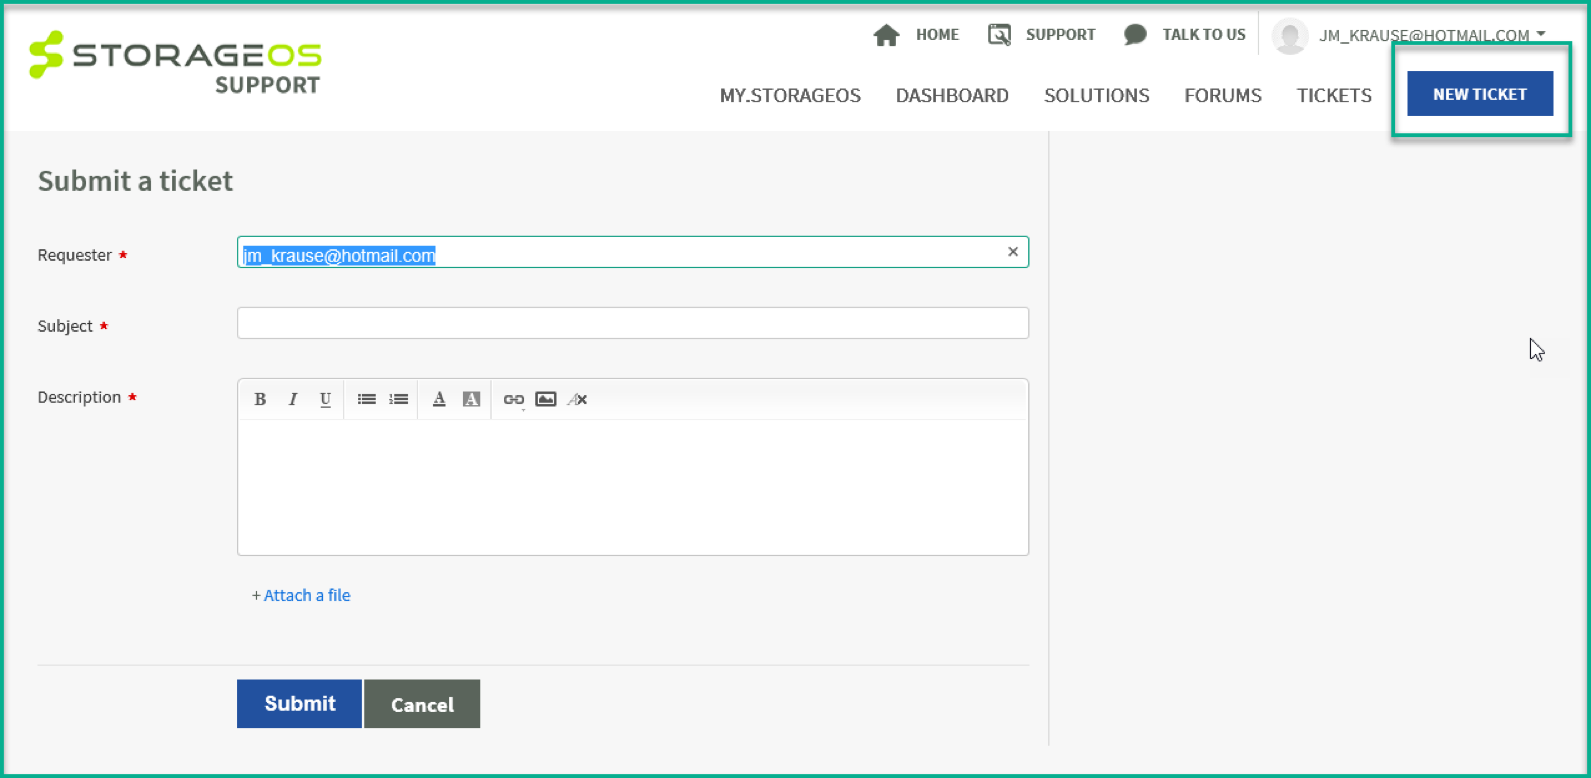 HOME SUPPORT TALK TO US JM_KRAUSE@HOTMAIL.COM
STORAGEOS
SUPPORT
MY.STORAGEOS DASHBOARD SOLUTIONS FORUMS TICKETS NEW TICKET
Submit a ticket
Requester * jm_krause@hotmail.com ×
Subject *
Description * B I U A A
+ Attach a file
Submit Cancel